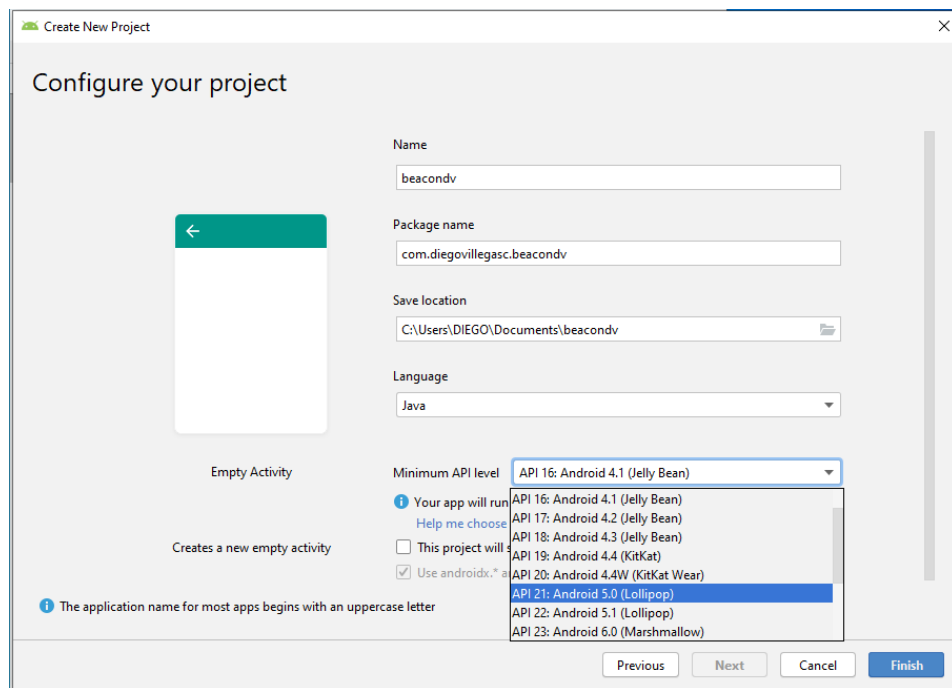 Create New Project
Configure your project
Name
beacondv
Package name
com.diegovillegasc.beacondv
Save location
C:\Users\DIEGO\Documents\beacondv
Language
Java
Empty Activity
Minimum API level API 16: Android 4.1 (Jelly Bean)
Your app will run
Help me choose
Creates a new empty activity
This project will
Use androidx.*
API 16: Android 4.1 (Jelly Bean)
API 17: Android 4.2 (Jelly Bean)
API 18: Android 4.3 (Jelly Bean)
API 19: Android 4.4 (KitKat)
API 20: Android 4.4W (KitKat Wear)
API 21: Android 5.0 (Lollipop)
API 22: Android 5.1 (Lollipop)
API 23: Android 6.0 (Marshmallow)
The application name for most apps begins with an uppercase letter
Previous Next Cancel Finish